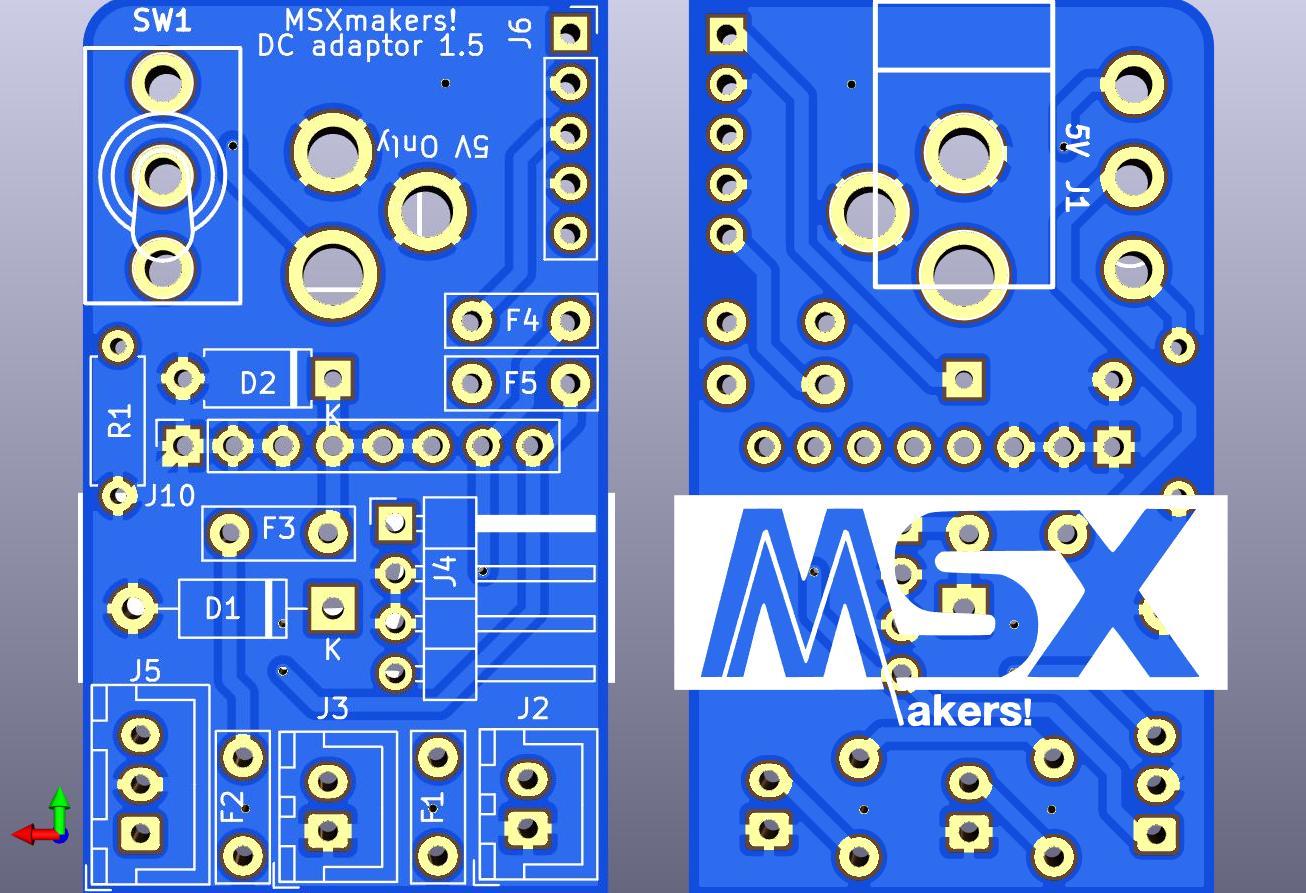 SW1
MSXmakers!
DC adaptor 1.5
J6
5V Only
F4
F5
D2
K
R1
J10
F3
J4
D1
K
J5
J3
J2
F2
F1
5V J1
MSX
akers!